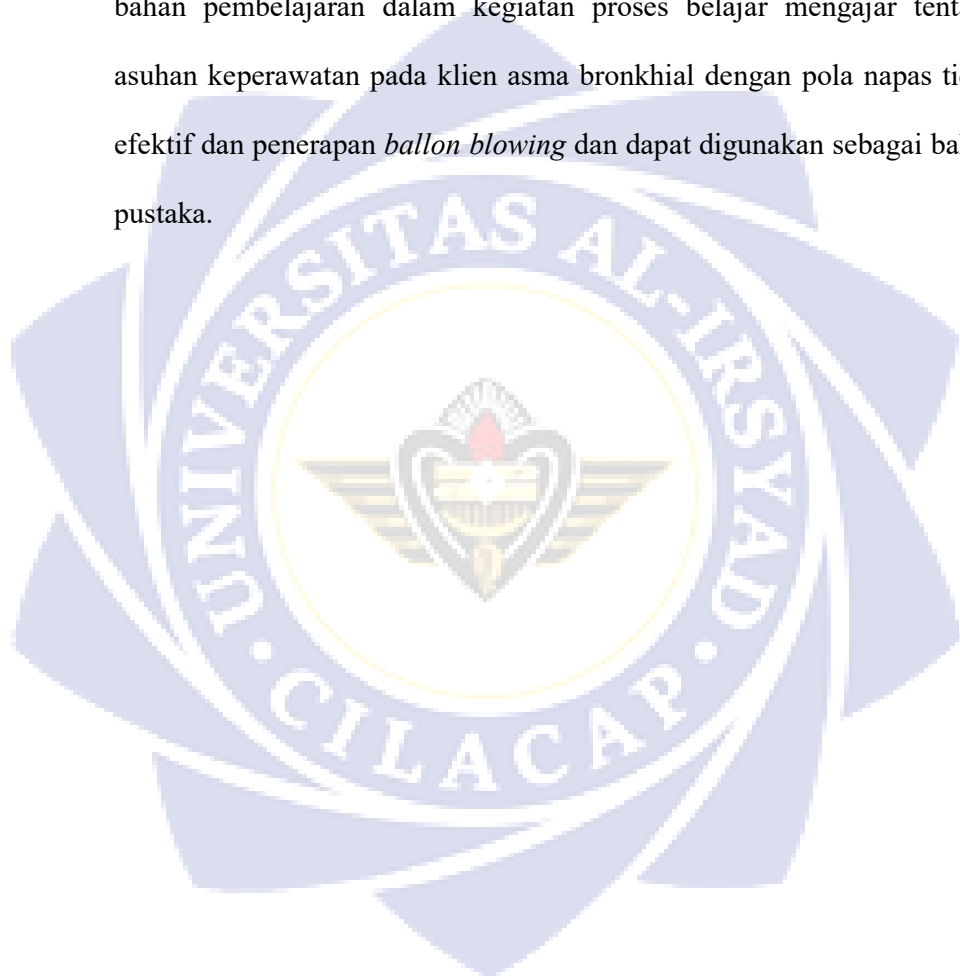 bahan pembelajaran dalam kegiatan proses belajar mengajar
asuhan keperawatan pada klien asma bronkhial dengan pola napas
efektif dan penerapan ballon blowing dan dapat digunakan sebagai
pustaka.
UNIVERSITAS AL-IRSYAD
CILACAP